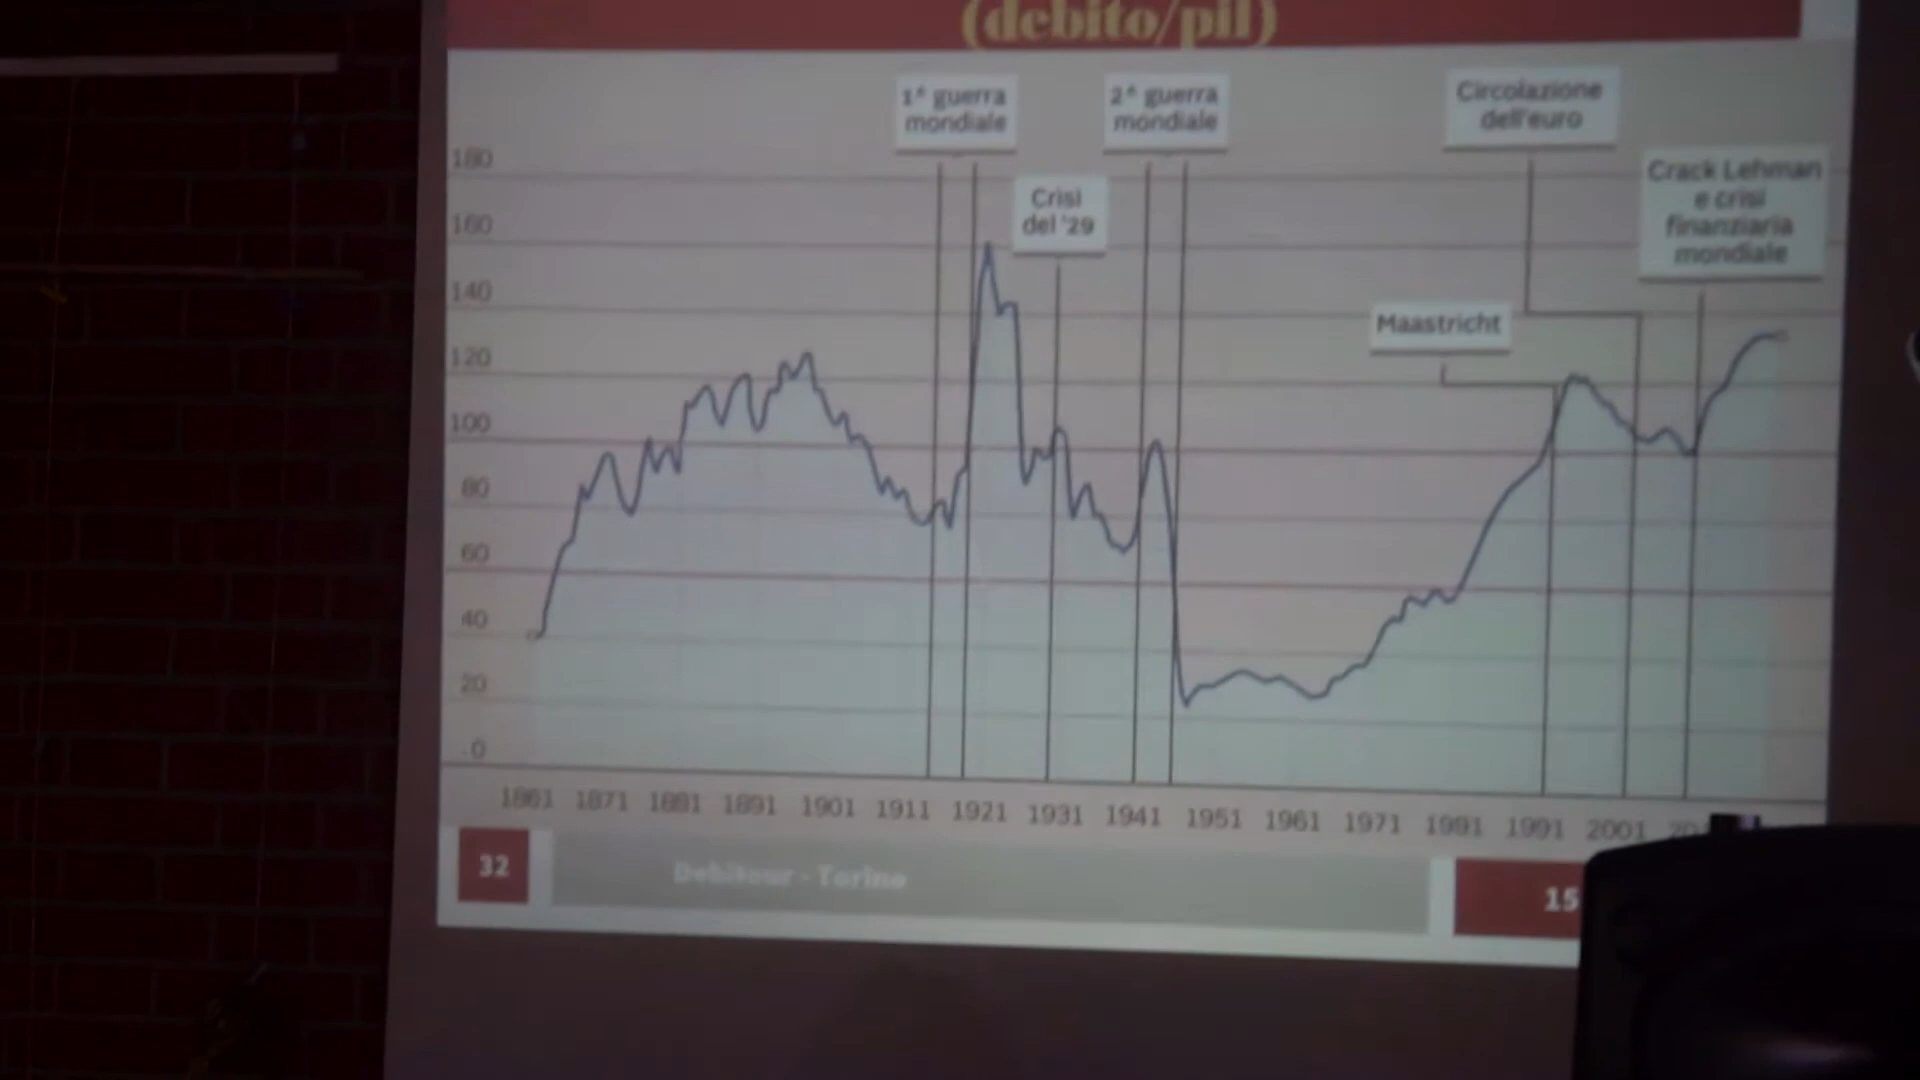 (debito/pil)
1ª guerra
mondiale
2ª guerra
mondiale
Circolazione
dell'euro
Crisi
del '29
Crack Lehman
e crisi
finanziaria
mondiale
Maastricht
180
160
140
120
100
80
60
40
20
0
1861 1871 1881 1891 1901 1911 1921 1931 1941 1951 1961 1971 1981 1991 2001
32
Debitour - Torino
15